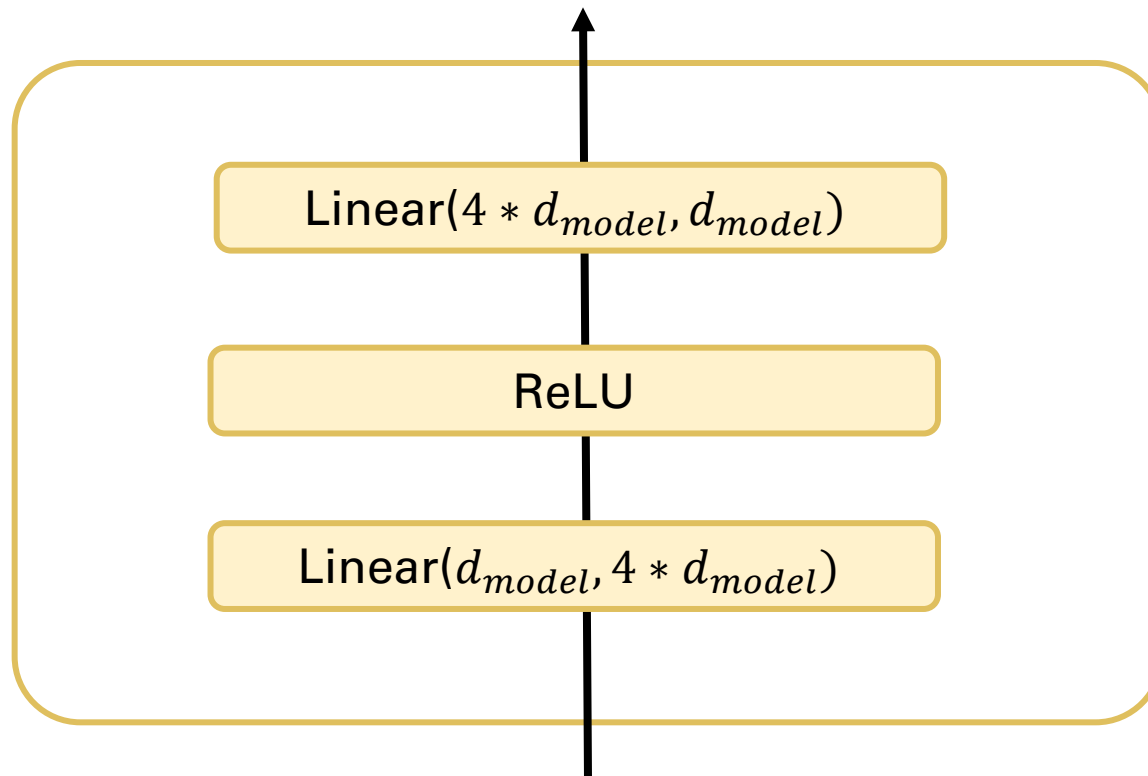 Linear(4 * d_model, d_model)
ReLU
Linear(d_model, 4 * d_model)